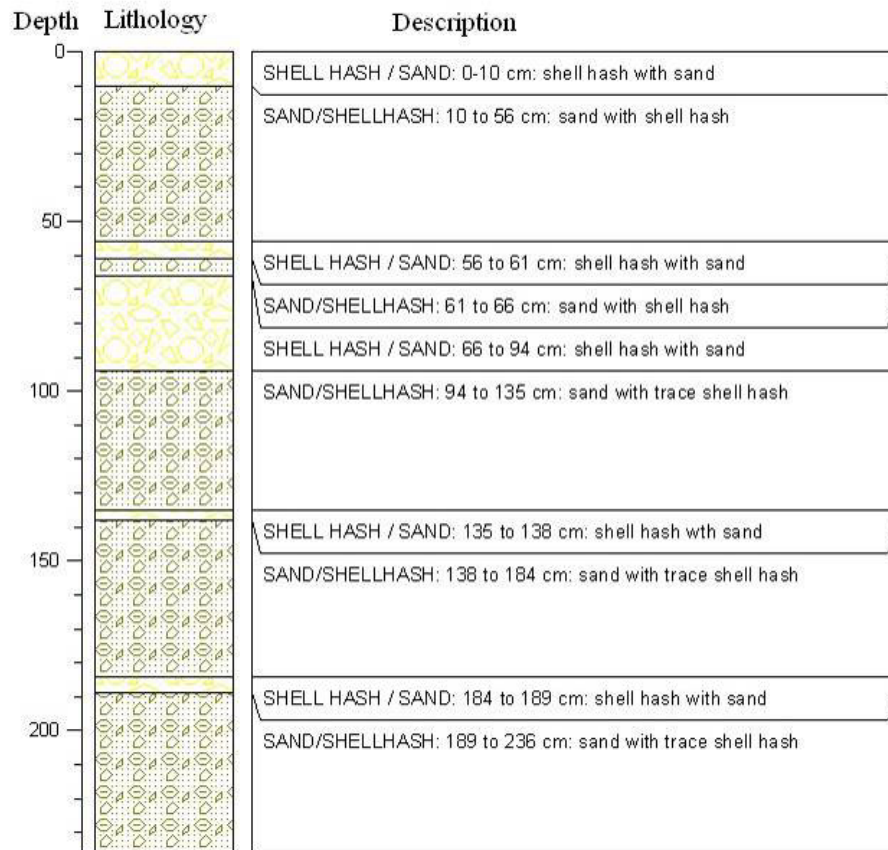 Depth Lithology Description
0
SHELL HASH / SAND: 0-10 cm: shell hash with sand
SAND/SHELLHASH: 10 to 56 cm: sand with shell hash
50
SHELL HASH / SAND: 56 to 61 cm: shell hash with sand
SAND/SHELLHASH: 61 to 66 cm: sand with shell hash
SHELL HASH / SAND: 66 to 94 cm: shell hash with sand
100
SAND/SHELLHASH: 94 to 135 cm: sand with trace shell hash
SHELL HASH / SAND: 135 to 138 cm: shell hash wth sand
150
SAND/SHELLHASH: 138 to 184 cm: sand with trace shell hash
SHELL HASH / SAND: 184 to 189 cm: shell hash with sand
200
SAND/SHELLHASH: 189 to 236 cm: sand with trace shell hash